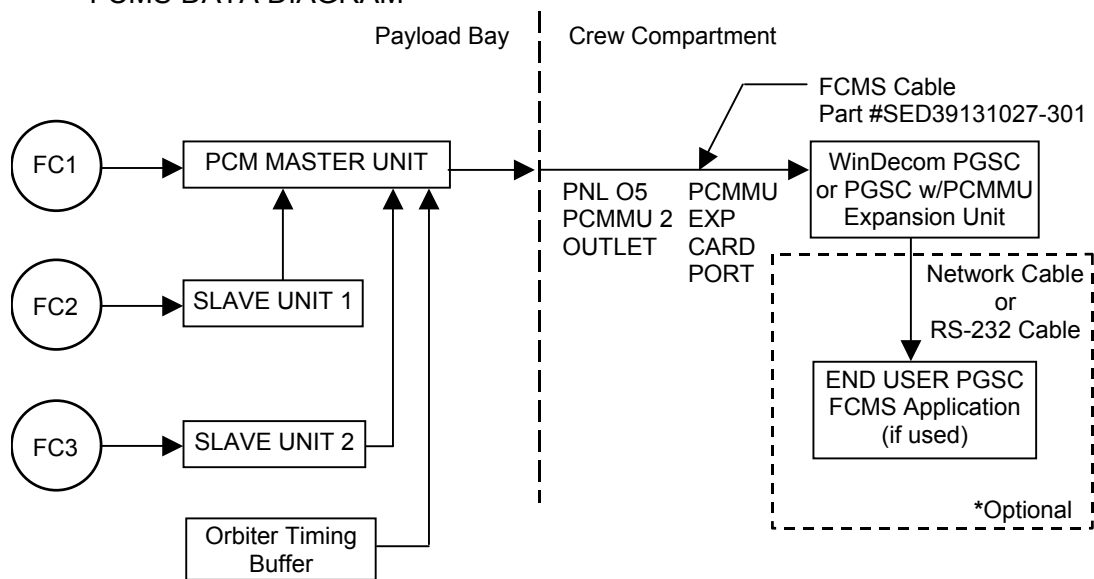 FCMS DATA DIAGRAM
Payload Bay
Crew Compartment
FCMS Cable
Part #SED39131027-301
FC1
PCM MASTER UNIT
WinDecom PGSC
or PGSC w/PCMMU
Expansion Unit
PNL O5
PCMMU 2
OUTLET
PCMMU
EXP
CARD
PORT
FC2
SLAVE UNIT 1
Network Cable
or
RS-232 Cable
END USER PGSC
FCMS Application
(if used)
FC3
SLAVE UNIT 2
*Optional
Orbiter Timing
Buffer